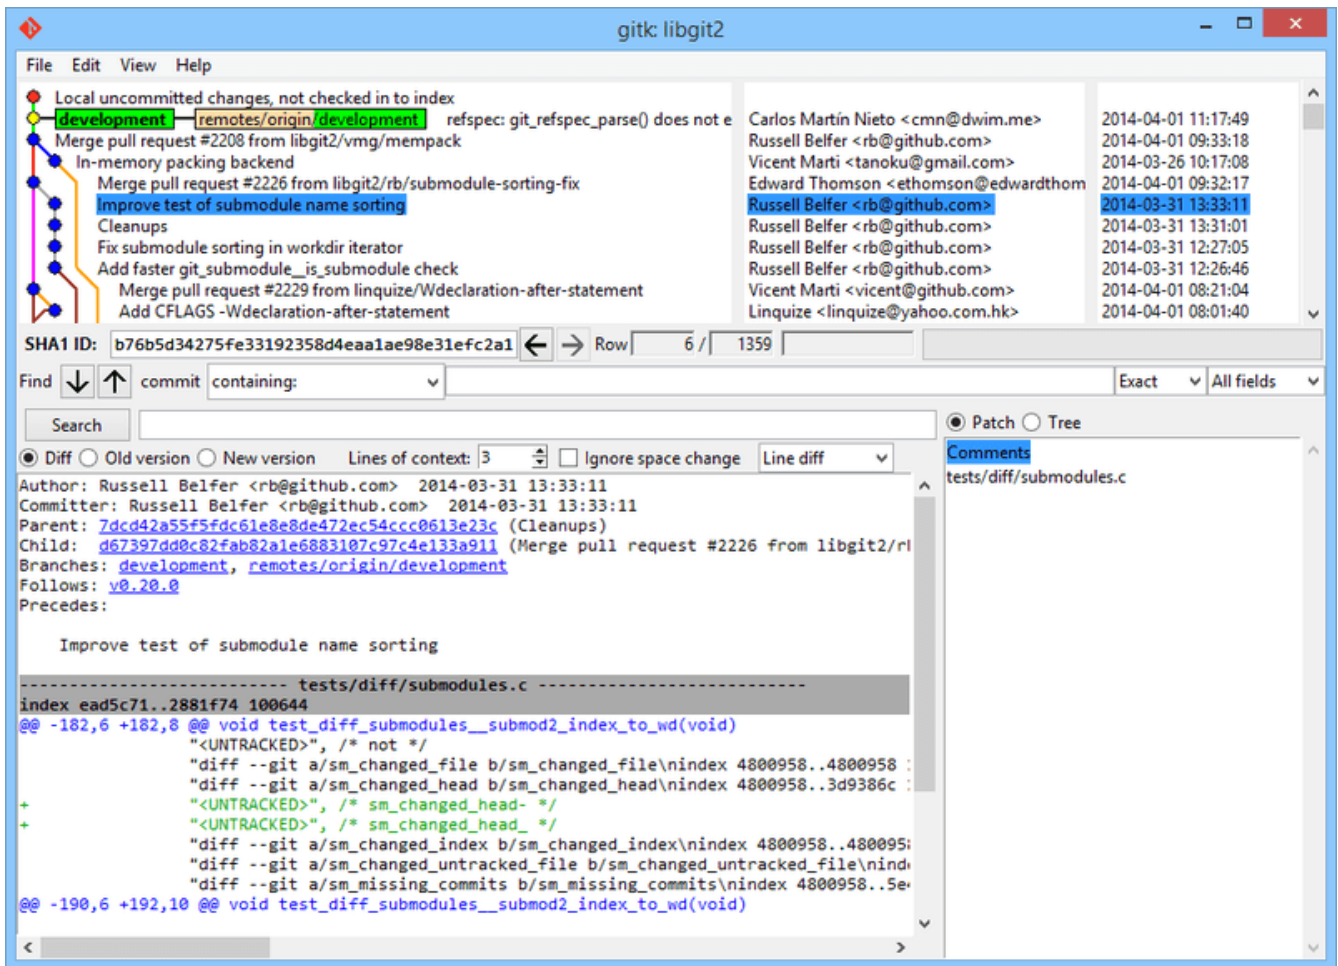 gitk: libgit2
File Edit View Help
Local uncommitted changes, not checked in to index
development remotes/origin/development refspec: git_refspec_parse() does not e Carlos Martín Nieto <cmn@dwim.me> 2014-04-01 11:17:49
Merge pull request #2208 from libgit2/vmg/mempack Russell Belfer <rb@github.com> 2014-04-01 09:33:18
In-memory packing backend Vicent Marti <tanoku@gmail.com> 2014-03-26 10:17:08
Merge pull request #2226 from libgit2/rb/submodule-sorting-fix Edward Thomson <ethomson@edwardthom 2014-04-01 09:32:17
Improve test of submodule name sorting Russell Belfer <rb@github.com> 2014-03-31 13:33:11
Cleanups Russell Belfer <rb@github.com> 2014-03-31 13:31:01
Fix submodule sorting in workdir iterator Russell Belfer <rb@github.com> 2014-03-31 12:27:05
Add faster git_submodule__is_submodule check Russell Belfer <rb@github.com> 2014-03-31 12:26:46
Merge pull request #2229 from linquize/Wdeclaration-after-statement Vicent Marti <vicent@github.com> 2014-04-01 08:21:04
Add CFLAGS -Wdeclaration-after-statement Linquize <linquize@yahoo.com.hk> 2014-04-01 08:01:40
SHA1 ID: b76b5d34275fe33192358d4eaa1ae98e31efc2a1 Row 6 / 1359
Find commit containing: Exact All fields
Search Patch Tree
Diff Old version New version Lines of context: 3 Ignore space change Line diff
Comments
tests/diff/submodules.c
Author: Russell Belfer <rb@github.com> 2014-03-31 13:33:11
Committer: Russell Belfer <rb@github.com> 2014-03-31 13:33:11
Parent: 7dcd42a55f5fdc61e8e8de472ec54ccc0613e23c (Cleanups)
Child: d67397dd0c82fab82a1e6883107c97c4e133a911 (Merge pull request #2226 from libgit2/r
Branches: development, remotes/origin/development
Follows: v0.20.0
Precedes:
Improve test of submodule name sorting
---------------------------- tests/diff/submodules.c ----------------------------
index ead5c71..2881f74 100644
@@ -182,6 +182,8 @@ void test_diff_submodules__submod2_index_to_wd(void)
"<UNTRACKED>", /* not */
"diff --git a/sm_changed_file b/sm_changed_file\nindex 4800958..4800958
"diff --git a/sm_changed_head b/sm_changed_head\nindex 4800958..3d9386c
+ "<UNTRACKED>", /* sm_changed_head- */
+ "<UNTRACKED>", /* sm_changed_head_ */
"diff --git a/sm_changed_index b/sm_changed_index\nindex 4800958..480095
"diff --git a/sm_changed_untracked_file b/sm_changed_untracked_file\nind
"diff --git a/sm_missing_commits b/sm_missing_commits\nindex 4800958..5e
@@ -190,6 +192,10 @@ void test_diff_submodules__submod2_index_to_wd(void)